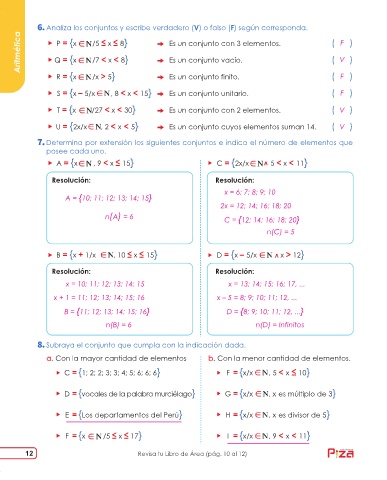 Aritmética
6. Analiza los conjuntos y escribe verdadero (V) o falso (F) según corresponda.
▸ P = {x ∈ ℕ/5 ≤ x ≤ 8} ➔ Es un conjunto con 3 elementos. ( F )
▸ Q = {x ∈ ℕ/7 < x < 8} ➔ Es un conjunto vacío. ( V )
▸ R = {x ∈ ℕ/x > 5} ➔ Es un conjunto finito. ( F )
▸ S = {x – 5/x ∈ ℕ, 8 < x < 15} ➔ Es un conjunto unitario. ( F )
▸ T = {x ∈ ℕ/27 < x < 30} ➔ Es un conjunto con 2 elementos. ( V )
▸ U = {2x/x ∈ ℕ, 2 < x < 5} ➔ Es un conjunto cuyos elementos suman 14. ( V )
7. Determina por extensión los siguientes conjuntos e indica el número de elementos que
posee cada uno.
▸ A = {x ∈ ℕ, 9 < x ≤ 15}
Resolución:
A = {10; 11; 12; 13; 14; 15}
n(A) = 6
▸ C = {2x/x ∈ ℕ ∧ 5 < x < 11}
Resolución:
x = 6; 7; 8; 9; 10
2x = 12; 14; 16; 18; 20
C = {12; 14; 16; 18; 20}
n(C) = 5
▸ B = {x + 1/x ∈ ℕ, 10 ≤ x ≤ 15}
Resolución:
x = 10; 11; 12; 13; 14; 15
x + 1 = 11; 12; 13; 14; 15; 16
B = {11; 12; 13; 14; 15; 16}
n(B) = 6
▸ D = {x – 5/x ∈ ℕ ∧ x > 12}
Resolución:
x = 13; 14; 15; 16; 17, ...
x – 5 = 8; 9; 10; 11; 12, ...
D = {8; 9; 10; 11; 12, ...}
n(D) = Infinitos
8. Subraya el conjunto que cumpla con la indicación dada.
a. Con la mayor cantidad de elementos
▸ C = {1; 2; 2; 3; 3; 4; 5; 6; 6; 6}
▸ D = {vocales de la palabra murciélago}
▸ E = {Los departamentos del Perú}
▸ F = {x ∈ ℕ /5 ≤ x ≤ 17}
b. Con la menor cantidad de elementos.
▸ F = {x/x ∈ ℕ, 5 < x ≤ 10}
▸ G = {x/x ∈ ℕ, x es múltiplo de 3}
▸ H = {x/x ∈ ℕ, x es divisor de 5}
▸ I = {x/x ∈ ℕ, 9 < x < 11}
12
Revisa tu Libro de Área (pág. 10 al 12)
Piza